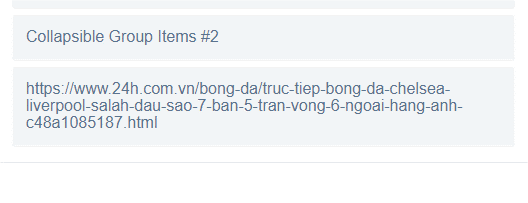 Collapsible Group Items #2
https://www.24h.com.vn/bong-da/truc-tiep-bong-da-chelsea-
liverpool-salah-dau-sao-7-ban-5-tran-vong-6-ngoai-hang-anh-
c48a1085187.html